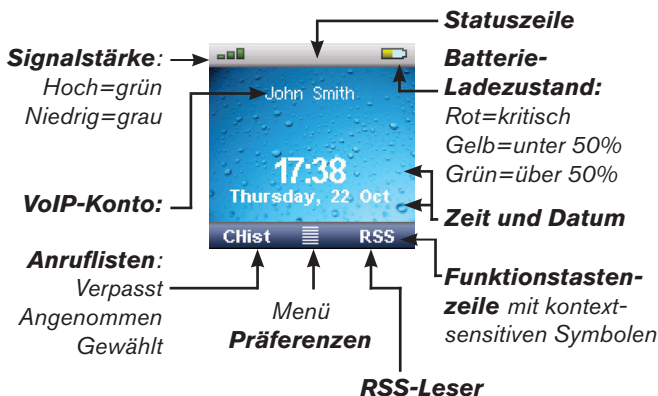 Statuszeile
Signalstärke:
Hoch=grün
Niedrig=grau
Batterie-
Ladezustand:
Rot=kritisch
Gelb=unter 50%
Grün=über 50%
John Smith
17:38
Thursday, 22 Oct
VoIP-Konto:
Zeit und Datum
CHist
RSS
Anruflisten:
Verpasst
Angenommen
Gewählt
Menü
Präferenzen
Funktionstasten-
zeile mit kontext-
sensitiven Symbolen
RSS-Leser